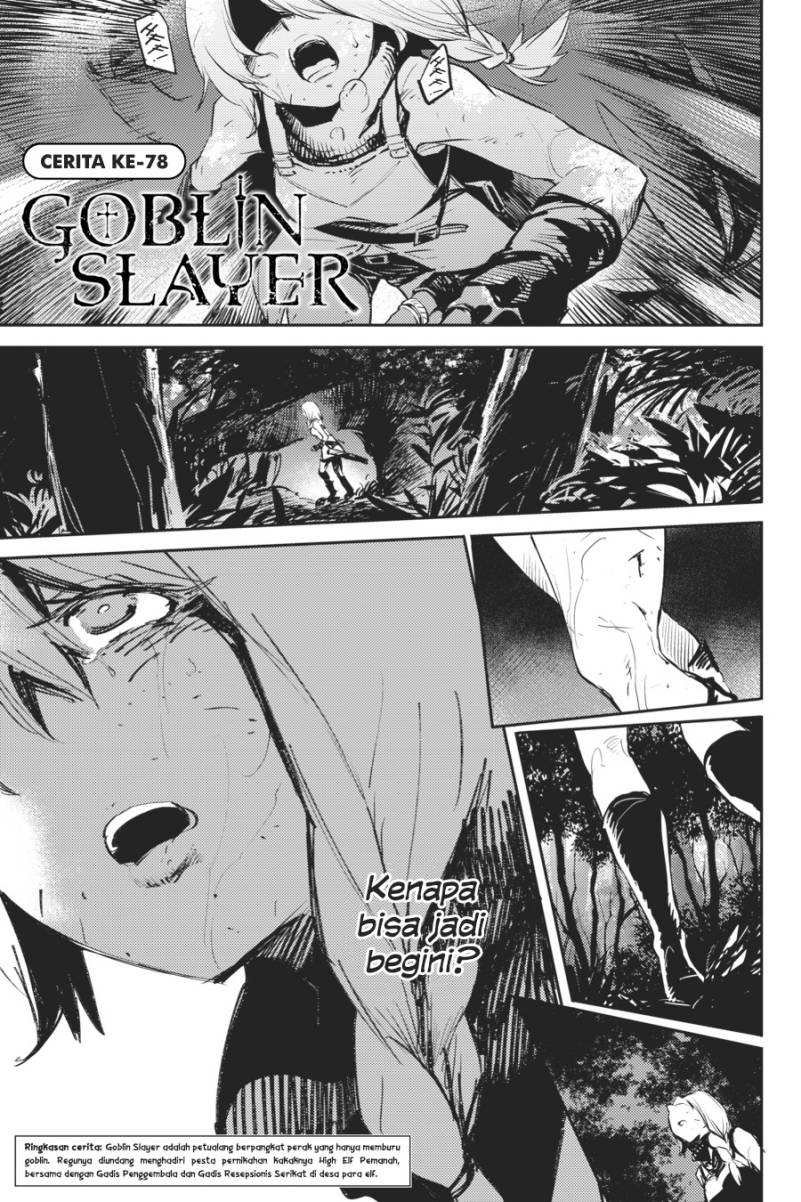 CERITA KE-78
GOBLIN
SLAYER
Kenapa
bisa jadi
begini?
Ringkasan cerita: Goblin Slayer adalah petualang berpangkat perak yang hanya memburu
goblin. Regunya diundang menghadiri pesta pernikahan kakaknya High Elf Pemanah,
bersama dengan Gadis Penggembala dan Gadis Resepsionis Serikat di desa para elf.